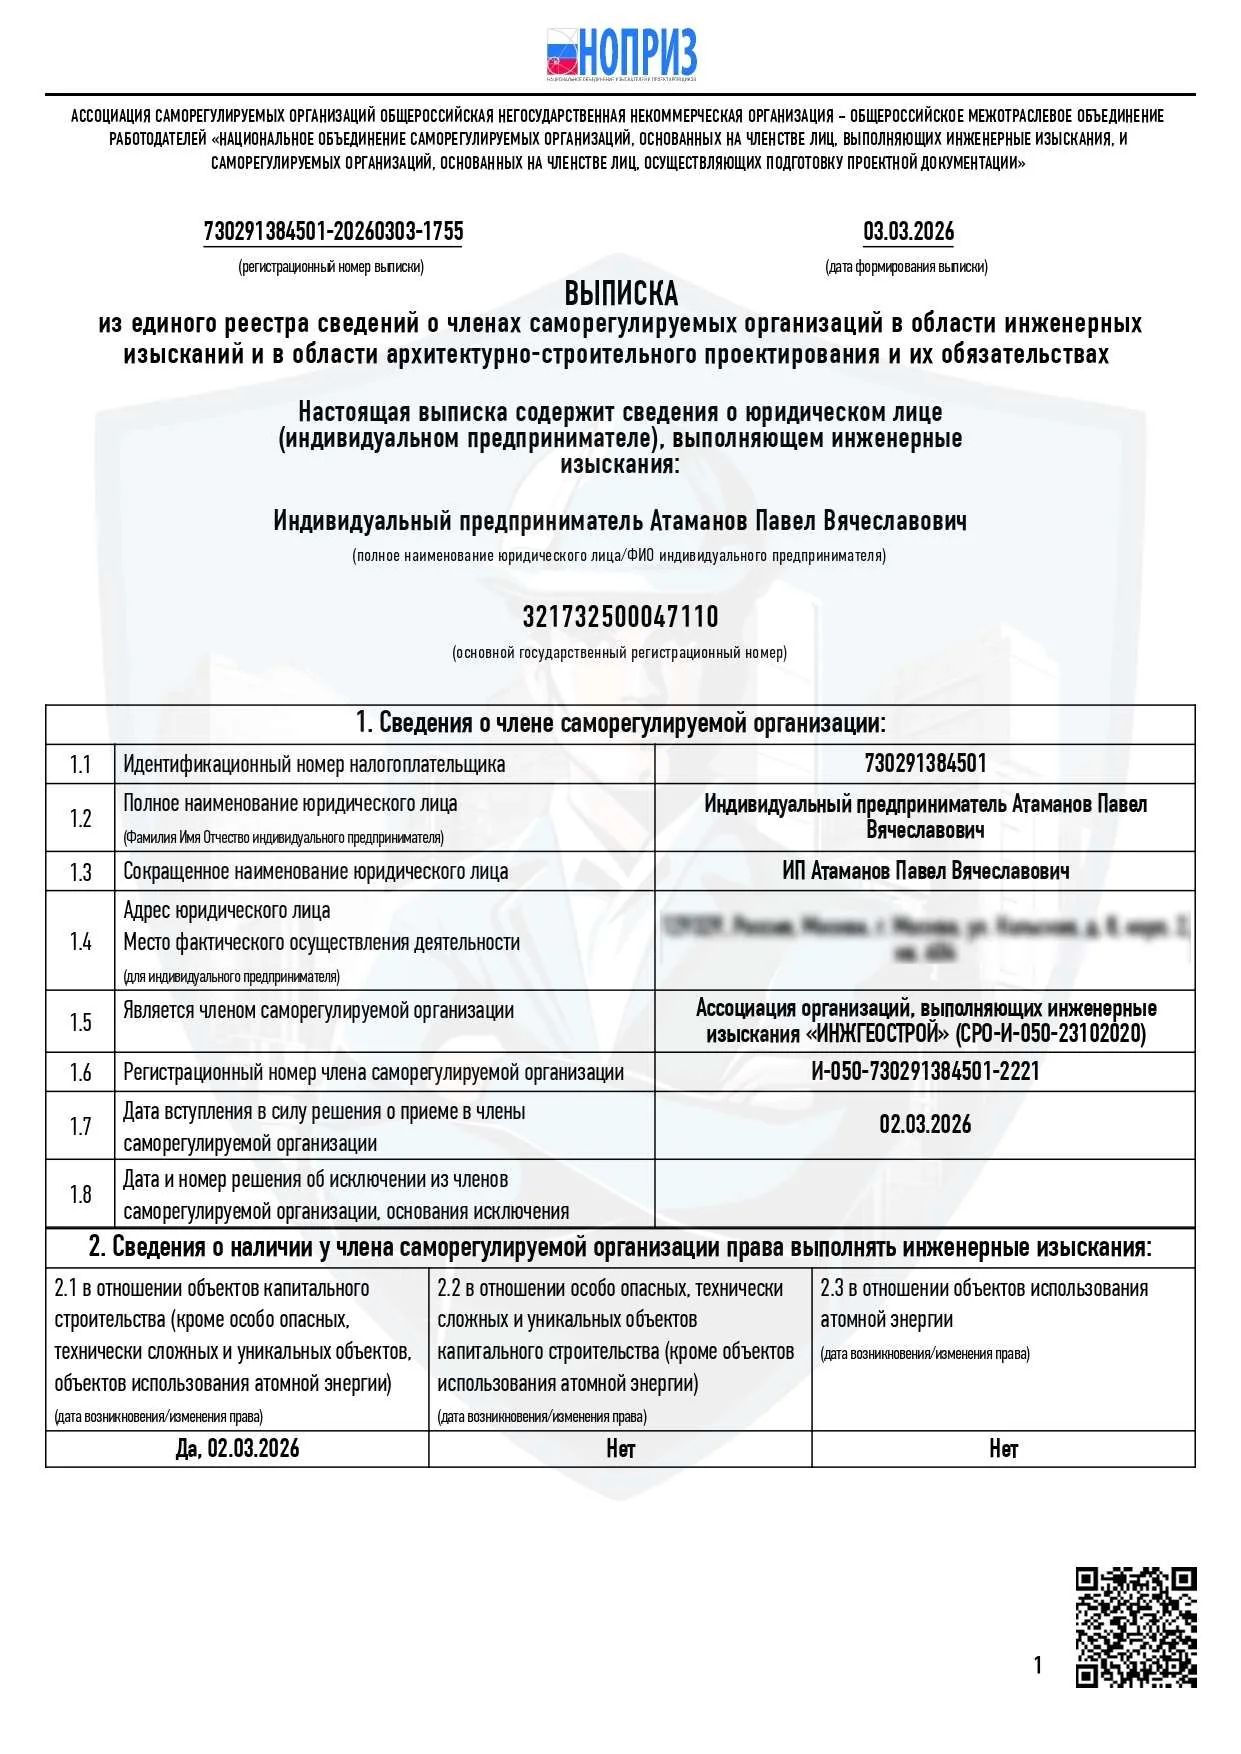 НОПРИЗ
НАЦИОНАЛЬНОЕ ОБЪЕДИНЕНИЕ ИЗЫСКАТЕЛЕЙ И ПРОЕКТИРОВЩИКОВ
АССОЦИАЦИЯ САМОРЕГУЛИРУЕМЫХ ОРГАНИЗАЦИЙ ОБЩЕРОССИЙСКАЯ НЕГОСУДАРСТВЕННАЯ НЕКОММЕРЧЕСКАЯ ОРГАНИЗАЦИЯ – ОБЩЕРОССИЙСКОЕ МЕЖОТРАСЛЕВОЕ ОБЪЕДИНЕНИЕ
РАБОТОДАТЕЛЕЙ «НАЦИОНАЛЬНОЕ ОБЪЕДИНЕНИЕ САМОРЕГУЛИРУЕМЫХ ОРГАНИЗАЦИЙ, ОСНОВАННЫХ НА ЧЛЕНСТВЕ ЛИЦ, ВЫПОЛНЯЮЩИХ ИНЖЕНЕРНЫЕ ИЗЫСКАНИЯ, И
САМОРЕГУЛИРУЕМЫХ ОРГАНИЗАЦИЙ, ОСНОВАННЫХ НА ЧЛЕНСТВЕ ЛИЦ, ОСУЩЕСТВЛЯЮЩИХ ПОДГОТОВКУ ПРОЕКТНОЙ ДОКУМЕНТАЦИИ»
730291384501-20260303-1755
03.03.2026
(регистрационный номер выписки)
(дата формирования выписки)
ВЫПИСКА
из единого реестра сведений о членах саморегулируемых организаций в области инженерных
изысканий и в области архитектурно-строительного проектирования и их обязательствах
Настоящая выписка содержит сведения о юридическом лице
(индивидуальном предпринимателе), выполняющем инженерные
изыскания:
Индивидуальный предприниматель Атаманов Павел Вячеславович
(полное наименование юридического лица/ФИО индивидуального предпринимателя)
321732500047110
(основной государственный регистрационный номер)
1. Сведения о члене саморегулируемой организации:
1.1
Идентификационный номер налогоплательщика
730291384501
1.2
Полное наименование юридического лица
(Фамилия Имя Отчество индивидуального предпринимателя)
Индивидуальный предприниматель Атаманов Павел
Вячеславович
1.3
Сокращенное наименование юридического лица
ИП Атаманов Павел Вячеславович
1.4
Адрес юридического лица
Место фактического осуществления деятельности
(для индивидуального предпринимателя)
1.5
Является членом саморегулируемой организации
Ассоциация организаций, выполняющих инженерные
изыскания «ИНЖГЕОСТРОЙ» (СРО-И-050-23102020)
1.6
Регистрационный номер члена саморегулируемой организации
И-050-730291384501-2221
1.7
Дата вступления в силу решения о приеме в члены
саморегулируемой организации
02.03.2026
1.8
Дата и номер решения об исключении из членов
саморегулируемой организации, основания исключения
2. Сведения о наличии у члена саморегулируемой организации права выполнять инженерные изыскания:
2.1 в отношении объектов капитального
строительства (кроме особо опасных,
технически сложных и уникальных объектов,
объектов использования атомной энергии)
(дата возникновения/изменения права)
2.2 в отношении особо опасных, технически
сложных и уникальных объектов
капитального строительства (кроме объектов
использования атомной энергии)
(дата возникновения/изменения права)
2.3 в отношении объектов использования
атомной энергии
(дата возникновения/изменения права)
Да, 02.03.2026
Нет
Нет
1